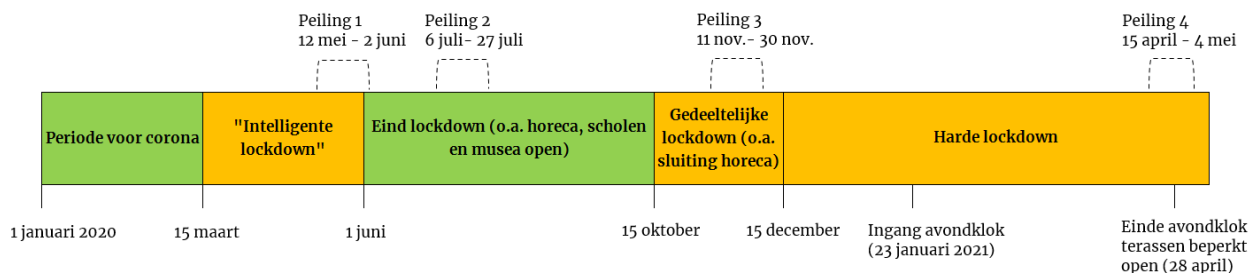 Peiling 1
12 mei - 2 juni
Peiling 2
6 juli- 27 juli
Peiling 3
11 nov.- 30 nov.
Peiling 4
15 april - 4 mei
Periode voor corona
"Intelligente
lockdown"
Eind lockdown (o.a. horeca, scholen
en musea open)
Gedeeltelijke
lockdown (o.a.
sluiting horeca)
Harde lockdown
1 januari 2020
15 maart
1 juni
15 oktober
15 december
Ingang avondklok
(23 januari 2021)
Einde avondklok
terassen beperkt
open (28 april)